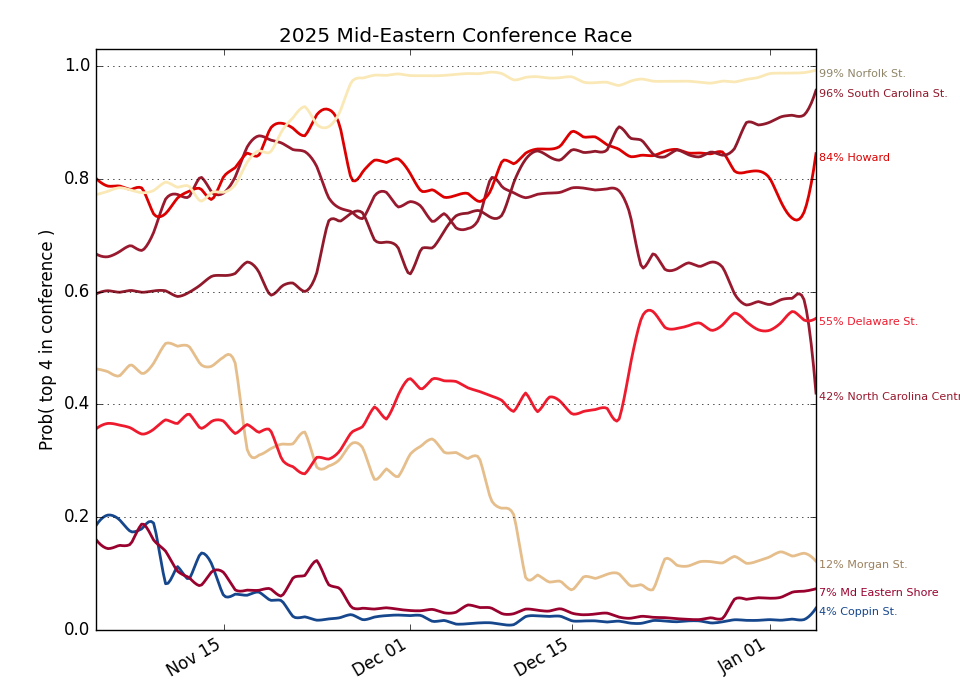 2025 Mid-Eastern Conference Race
1.0
0.8
0.6
0.4
0.2
0.0
Prob( top 4 in conference )
Nov 15
Dec 01
Dec 15
Jan 01
99% Norfolk St.
96% South Carolina St.
84% Howard
55% Delaware St.
42% North Carolina Centr
12% Morgan St.
7% Md Eastern Shore
4% Coppin St.